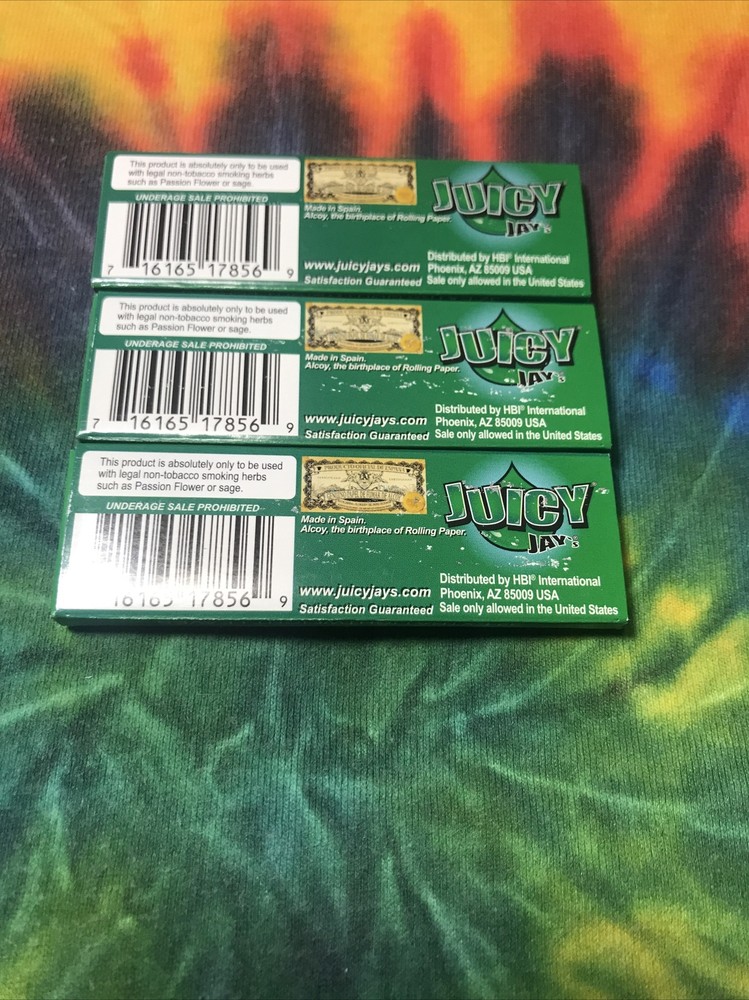 This product is absolutely only to be used
with legal non-tobacco smoking herbs
such as Passion Flower or sage.
UNDERAGE SALE PROHIBITED
7 16165 17856 9
Made in Spain.
Alcoy, the birthplace of Rolling Paper.
www.juicyjays.com
Satisfaction Guaranteed
JUICY
JAY's
Distributed by HBI® International
Phoenix, AZ 85009 USA
Sale only allowed in the United States
This product is absolutely only to be used
with legal non-tobacco smoking herbs
such as Passion Flower or sage.
UNDERAGE SALE PROHIBITED
7 16165 17856 9
Made in Spain.
Alcoy, the birthplace of Rolling Paper.
www.juicyjays.com
Satisfaction Guaranteed
JUICY
JAY's
Distributed by HBI® International
Phoenix, AZ 85009 USA
Sale only allowed in the United States
This product is absolutely only to be used
with legal non-tobacco smoking herbs
such as Passion Flower or sage.
UNDERAGE SALE PROHIBITED
16165 17856 9
PRODUCTO OFICIAL DE ESPAÑA
Made in Spain.
Alcoy, the birthplace of Rolling Paper.
www.juicyjays.com
Satisfaction Guaranteed
JUICY
JAY's
Distributed by HBI® International
Phoenix, AZ 85009 USA
Sale only allowed in the United States